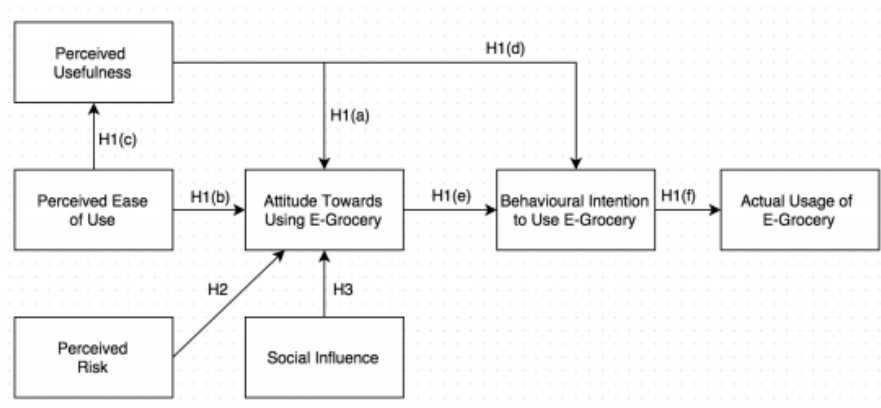 H1(d)
Perceived
Usefulness
H1(a)
H1(c)
Perceived Ease
of Use
H1(b)
Attitude Towards
Using E-Grocery
H1(e)
Behavioural Intention
to Use E-Grocery
H1(f)
Actual Usage of
E-Grocery
H2
H3
Perceived
Risk
Social Influence